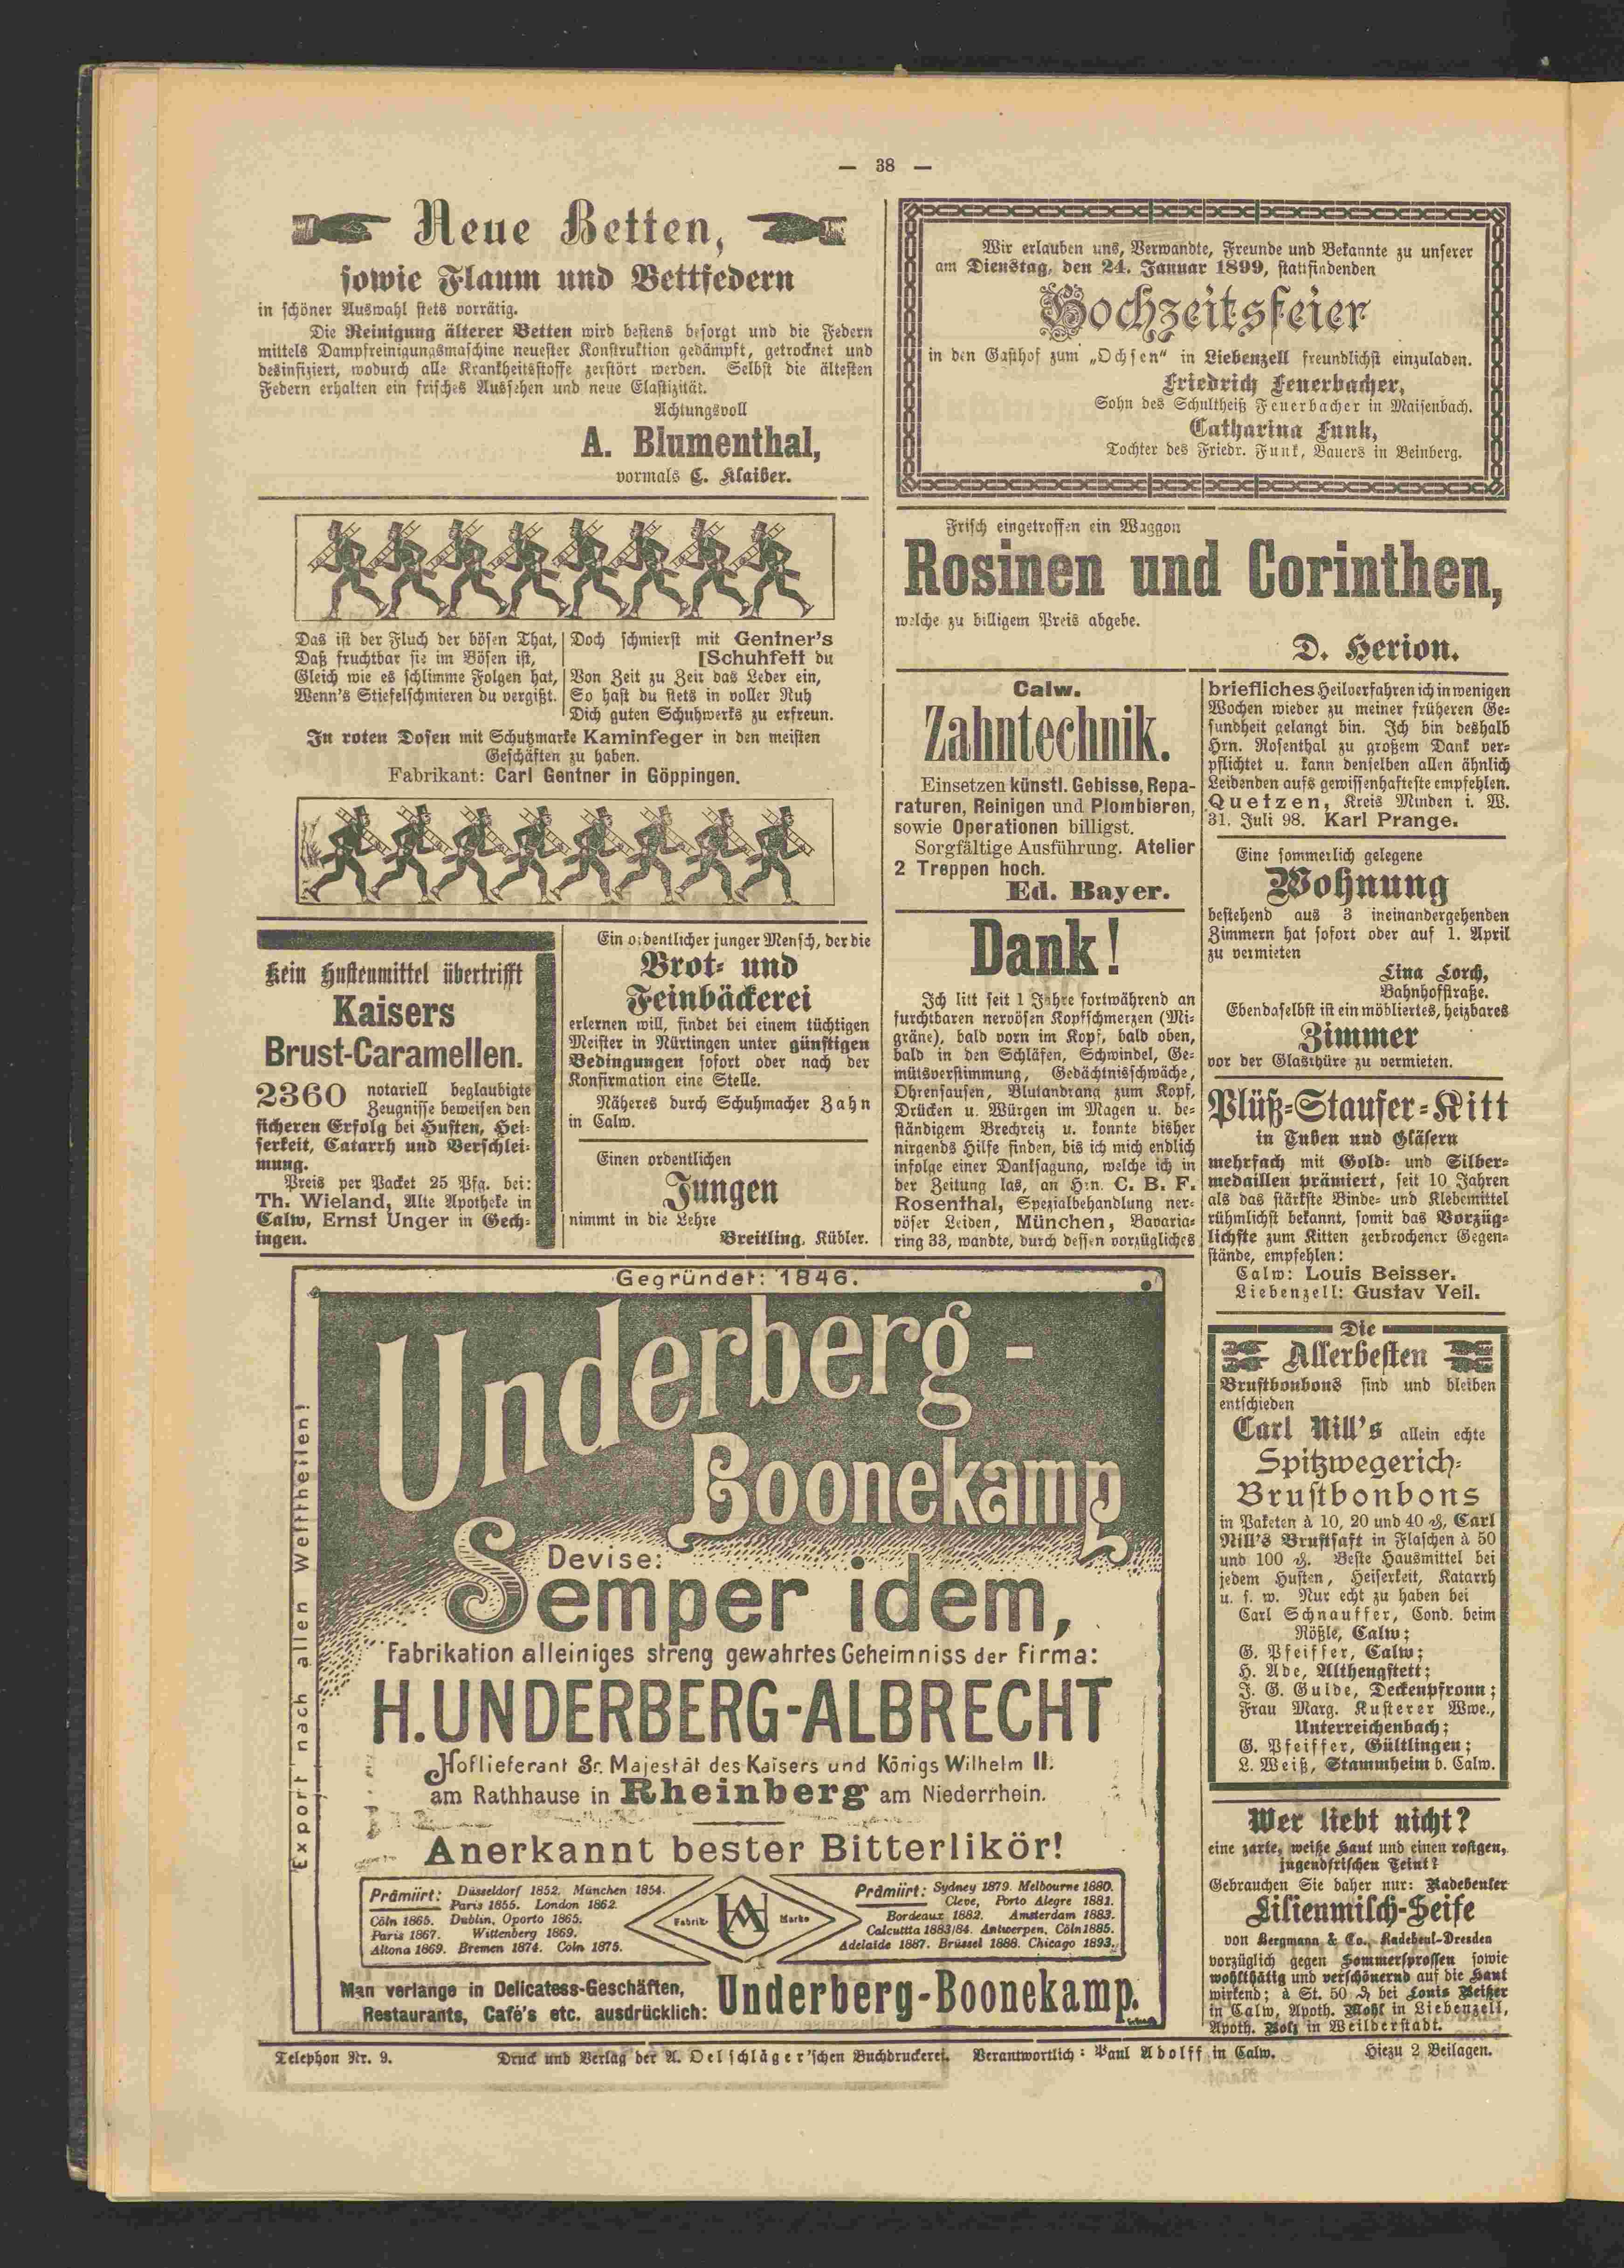 — 38 —
Neue Betten,
sowie Flaum und Bettfedern
in schöner Auswahl stets vorrätig.
Die Reinigung älterer Betten wird bestens besorgt und die Federn
mittels Dampfreinigungsmaschine neuester Konstruktion gedämpft, getrocknet und
desinfiziert, wodurch alle Krankheitsstoffe zerstört werden. Selbst die ältesten
Federn erhalten ein frisches Aussehen und neue Elastizität.
Achtungsvoll
A. Blumenthal,
vormals C. Klaiber.
Das ist der Fluch der bösen That,
Daß fruchtbar sie im Bösen ist,
Gleich wie es schlimme Folgen hat,
Wenn's Stiefelschmieren du vergißt.
Doch schmierst mit Gentner's
[Schuhfett du
Von Zeit zu Zeit das Leder ein,
So hast du stets in voller Ruh
Dich guten Schuhwerks zu erfreun.
In roten Dosen mit Schutzmarke Kaminfeger in den meisten
Geschäften zu haben.
Fabrikant: Carl Gentner in Göppingen.
Kein Hustenmittel übertrifft
Kaisers
Brust-Caramellen.
2360 notariell beglaubigte
Zeugnisse beweisen den
sicheren Erfolg bei Husten, Hei-
serkeit, Catarrh und Verschlei-
mung.
Preis per Packet 25 Pfg. bei:
Th. Wieland, Alte Apotheke in
Calw, Ernst Unger in Gech-
ingen.
Ein ordentlicher junger Mensch, der die
Brot- und
Feinbäckerei
erlernen will, findet bei einem tüchtigen
Meister in Nürtingen unter günstigen
Bedingungen sofort oder nach der
Konfirmation eine Stelle.
Näheres durch Schuhmacher Zahn
in Calw.
Einen ordentlichen
Jungen
nimmt in die Lehre
Breitling, Kübler.
Wir erlauben uns, Verwandte, Freunde und Bekannte zu unserer
am Dienstag, den 24. Januar 1899, stattfindenden
Hochzeitsfeier
in den Gasthof zum „Ochsen“ in Liebenzell freundlichst einzuladen.
Friedrich Feuerbacher,
Sohn des Schultheiß Feuerbacher in Maisenbach.
Catharina Funk,
Tochter des Friedr. Funk, Bauers in Beinberg.
Frisch eingetroffen ein Waggon
Rosinen und Corinthen,
welche zu billigem Preis abgebe.
D. Herion.
Calw.
Zahntechnik.
Einsetzen künstl. Gebisse, Repa-
raturen, Reinigen und Plombieren,
sowie Operationen billigst.
Sorgfältige Ausführung. Atelier
2 Treppen hoch.
Ed. Bayer.
Dank!
Ich litt seit 1 Jahre fortwährend an
furchtbaren nervösen Kopfschmerzen (Mi-
gräne), bald vorn im Kopf, bald oben,
bald in den Schläfen, Schwindel, Ge-
mütsverstimmung, Gedächtnisschwäche,
Ohrensausen, Blutandrang zum Kopf,
Drücken u. Würgen im Magen u. be-
ständigem Brechreiz u. konnte bisher
nirgends Hilfe finden, bis ich mich endlich
infolge einer Danksagung, welche ich in
der Zeitung las, an Hrn. C. B. F.
Rosenthal, Spezialbehandlung ner-
vöser Leiden, München, Bavaria-
ring 33, wandte, durch dessen vorzügliches
briefliches Heilverfahren ich in wenigen
Wochen wieder zu meiner früheren Ge-
sundheit gelangt bin. Ich bin deshalb
Hrn. Rosenthal zu großem Dank ver-
pflichtet u. kann denselben allen ähnlich
Leidenden aufs gewissenhafteste empfehlen.
Quetzen, Kreis Minden i. W.
31. Juli 98. Karl Prange.
Eine sommerlich gelegene
Wohnung
bestehend aus 3 ineinandergehenden
Zimmern hat sofort oder auf 1. April
zu vermieten
Lina Lorch,
Bahnhofstraße.
Ebendaselbst ist ein möbliertes, heizbares
Zimmer
vor der Glasthüre zu vermieten.
Plüß-Staufer-Kitt
in Tuben und Gläsern
mehrfach mit Gold- und Silber-
medaillen prämiert, seit 10 Jahren
als das stärkste Binde- und Klebemittel
rühmlichst bekannt, somit das Vorzüg-
lichste zum Kitten zerbrochener Gegen-
stände, empfehlen:
Calw: Louis Beisser.
Liebenzell: Gustav Veil.
Die
Allerbesten
Brustbonbons sind und bleiben
entschieden
Carl Nill's allein echte
Spitzwegerich-
Brustbonbons
in Paketen à 10, 20 und 40 ₰, Carl
Nill's Brustsaft in Flaschen à 50
und 100 ₰. Beste Hausmittel bei
jedem Husten, Heiserkeit, Katarrh
u. s. w. Nur echt zu haben bei
Carl Schnauffer, Cond. beim
Rößle, Calw;
G. Pfeiffer, Calw;
H. Ade, Althengstett;
J. G. Gulde, Deckenpfronn;
Frau Marg. Kusterer Wwe.,
Unterreichenbach;
G. Pfeiffer, Gültlingen;
L. Weiß, Stammheim b. Calw.
Wer liebt nicht?
eine zarte, weiße Haut und einen rosigen,
jugendfrischen Teint?
Gebrauchen Sie daher nur: Radebeuler
Lilienmilch-Seife
von Bergmann & Co., Radebeul-Dresden
vorzüglich gegen Sommersprossen sowie
wohlthätig und verschönernd auf die Haut
wirkend; à St. 50 ₰ bei Louis Beißer
in Calw, Apoth. Mohl in Liebenzell,
Apoth. Bolz in Weilderstadt.
Gegründet: 1846.
Export nach allen Welttheilen!
Underberg-
Boonekamp
Devise:
Semper idem,
Fabrikation alleiniges streng gewahrtes Geheimniss der Firma:
H. UNDERBERG-ALBRECHT
Hoflieferant Sr. Majestät des Kaisers und Königs Wilhelm II.
am Rathhause in Rheinberg am Niederrhein.
Anerkannt bester Bitterlikör!
Prämiirt: Düsseldorf 1852. München 1854.
Paris 1855. London 1862.
Cöln 1865. Dublin, Oporto 1865.
Paris 1867. Wittenberg 1869.
Altona 1869. Bremen 1874. Cöln 1875.
Fabrik- Marke
Prämiirt: Sydney 1879. Melbourne 1880.
Cleve, Porto Alegre 1881.
Bordeaux 1882. Amsterdam 1883.
Calcuttta 1883/84. Antwerpen, Cöln 1885.
Adelaide 1887. Brüssel 1888. Chicago 1893.
Man verlange in Delicatess-Geschäften,
Restaurants, Café's etc. ausdrücklich:
Underberg-Boonekamp.
Telephon Nr. 9. Druck und Verlag der A. Oelschläger'schen Buchdruckerei. Verantwortlich: Paul Adolff in Calw. Hiezu 2 Beilagen.